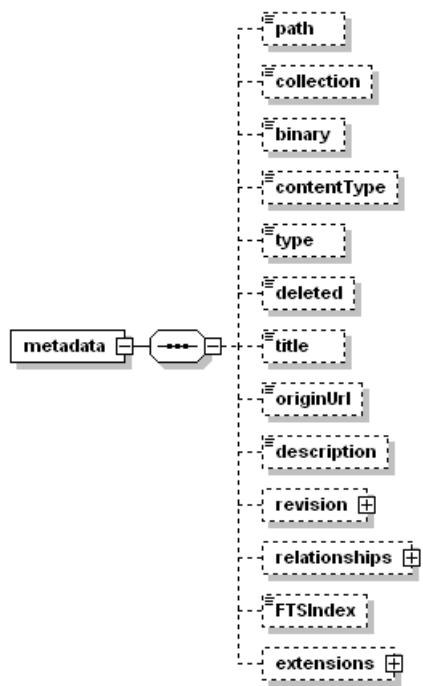 path
collection
binary
contentType
type
deleted
metadata
title
originUrl
description
revision
relationships
FTSIndex
extensions